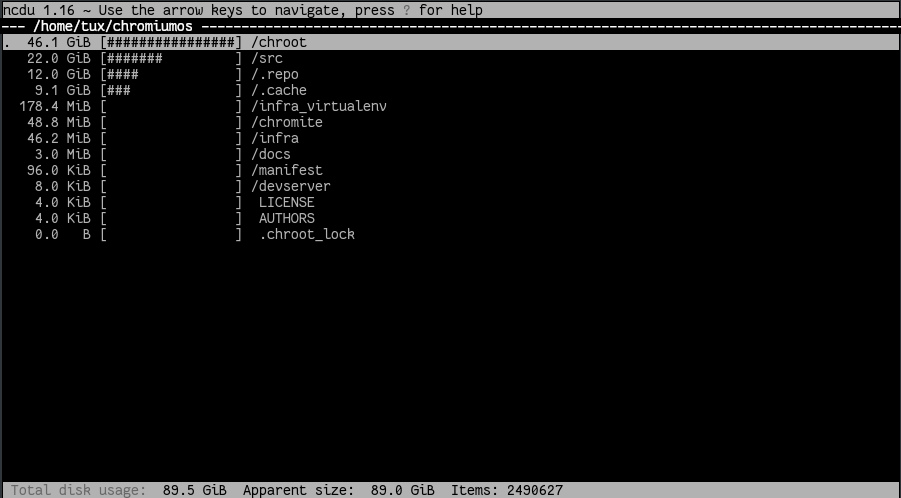 ncdu 1.16 ~ Use the arrow keys to navigate, press ? for help
--- /home/tux/chromiumos ----------------------------------------------------------------------------------------
.  46.1 GiB [################] /chroot
   22.0 GiB [#######         ] /src
   12.0 GiB [####            ] /.repo
    9.1 GiB [###             ] /.cache
  178.4 MiB [                ] /infra_virtualenv
   48.8 MiB [                ] /chromite
   46.2 MiB [                ] /infra
    3.0 MiB [                ] /docs
   96.0 KiB [                ] /manifest
    8.0 KiB [                ] /devserver
    4.0 KiB [                ]  LICENSE
    4.0 KiB [                ]  AUTHORS
    0.0   B [                ]  .chroot_lock
Total disk usage:  89.5 GiB  Apparent size:  89.0 GiB  Items: 2490627